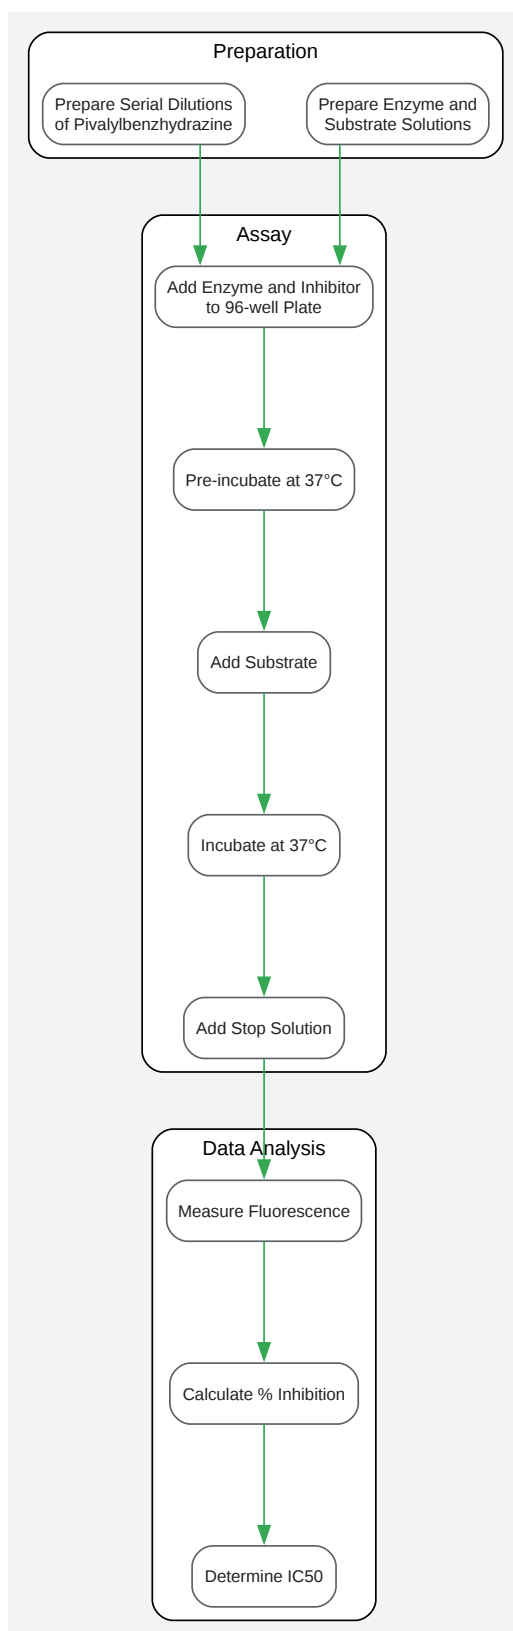 Preparation
Prepare Serial Dilutions
of Pivalylbenzhydrazine
Prepare Enzyme and
Substrate Solutions
Assay
Add Enzyme and Inhibitor
to 96-well Plate
Pre-incubate at 37°C
Add Substrate
Incubate at 37°C
Add Stop Solution
Data Analysis
Measure Fluorescence
Calculate % Inhibition
Determine IC50